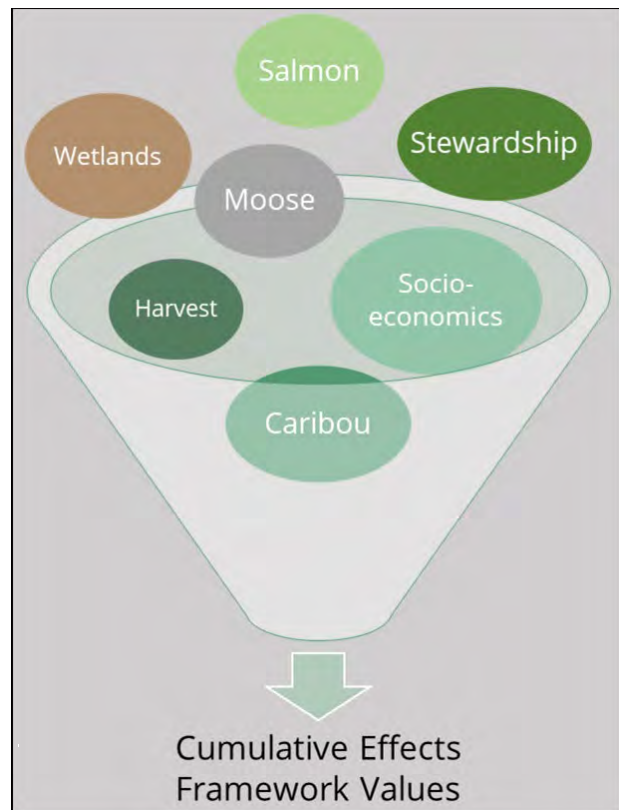 Salmon
Wetlands
Stewardship
Moose
Harvest
Socio-
economics
Caribou
Cumulative Effects
Framework Values